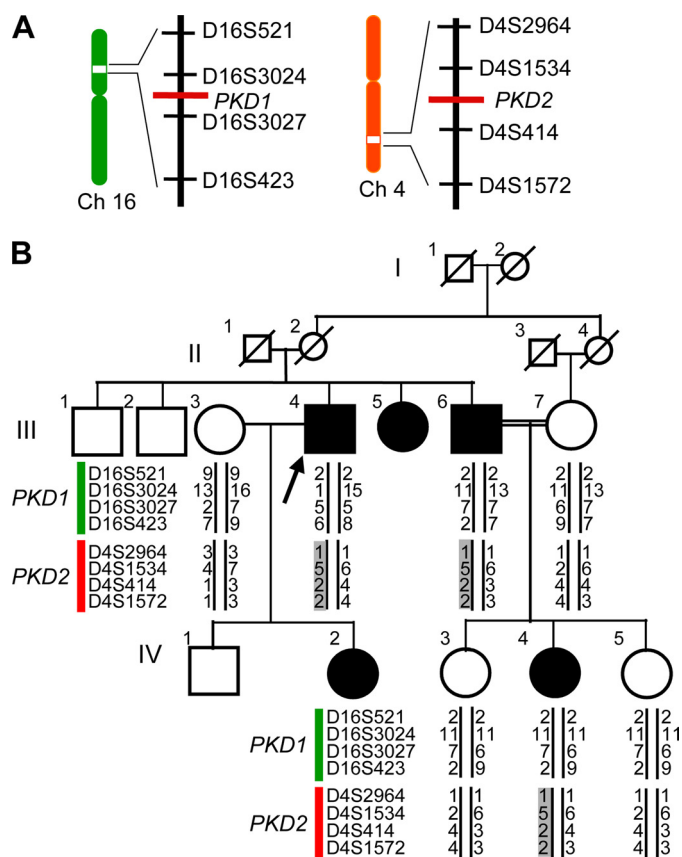 A
D16S521
D16S3024
PKD1
D16S3027
D16S423
Ch 16
D4S2964
D4S1534
PKD2
D4S414
D4S1572
Ch 4
B
I
1 2
II
1 2 3 4
III
1 2 3 4 5 6 7
PKD1
D16S521 9 9 2 2 2 2 2 2
D16S3024 13 16 1 15 11 13 11 13
D16S3027 2 7 5 5 7 7 6 7
D16S423 7 9 6 8 2 7 9 7
PKD2
D4S2964 3 3 1 1 1 1 1 1
D4S1534 4 7 5 6 5 6 2 6
D4S414 1 3 2 2 2 3 4 4
D4S1572 1 3 2 4 2 3 4 3
IV
1 2 3 4 5
PKD1
D16S521 2 2 2 2 2 2
D16S3024 11 11 11 11 11 11
D16S3027 7 6 7 6 7 6
D16S423 2 9 2 9 2 9
PKD2
D4S2964 1 1 1 1 1 1
D4S1534 2 6 5 6 2 6
D4S414 4 3 2 4 4 3
D4S1572 4 3 2 3 4 3